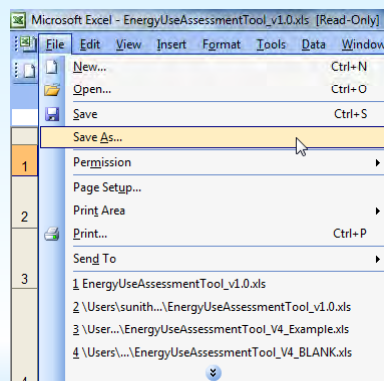 Microsoft Excel - EnergyUseAssessmentTool_v1.0.xls [Read-Only]
File Edit View Insert Format Tools Data Window
New... Ctrl+N
Open... Ctrl+O
Save Ctrl+S
Save As...
1 Permission
Page Setup...
2 Print Area
Print... Ctrl+P
Send To
3 1 EnergyUseAssessmentTool_v1.0.xls
2 \Users\sunith...\EnergyUseAssessmentTool_v1.0.xls
3 \User...\EnergyUseAssessmentTool_V4_Example.xls
4 \Users\...\EnergyUseAssessmentTool_V4_BLANK.xls
4